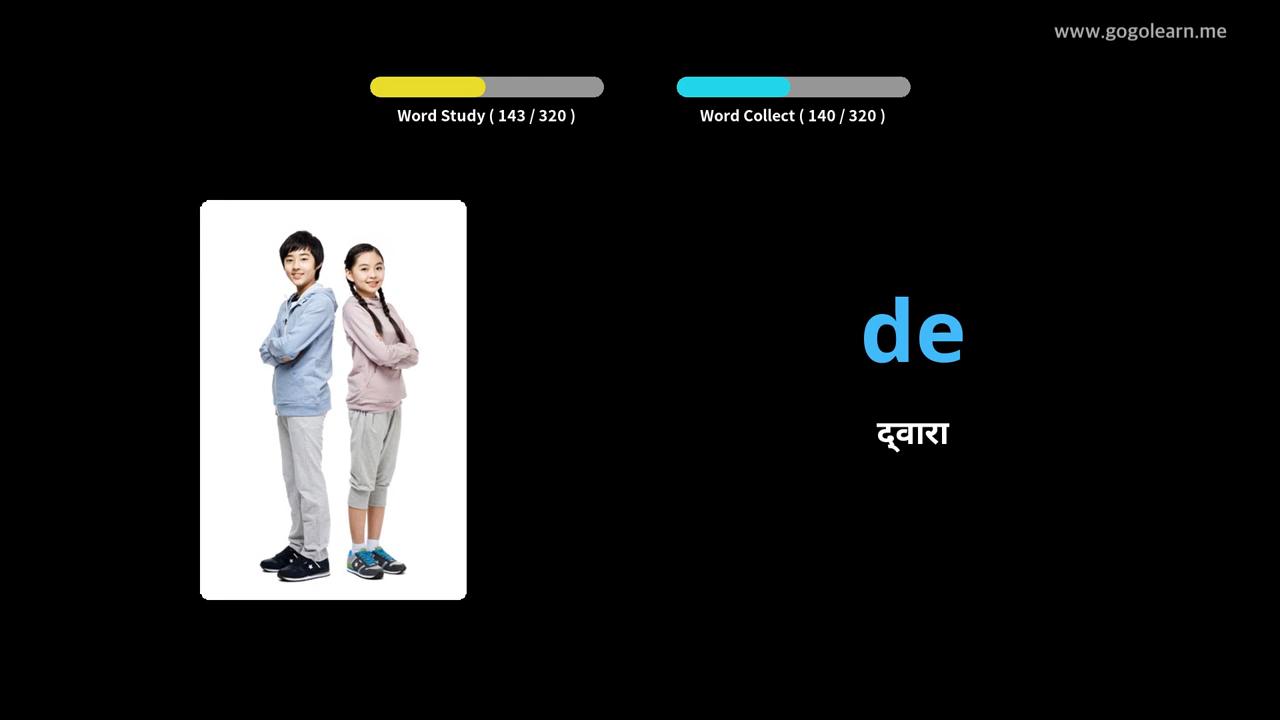 www.gogolearn.me
Word Study ( 143 / 320 )
Word Collect ( 140 / 320 )
de
द्वारा